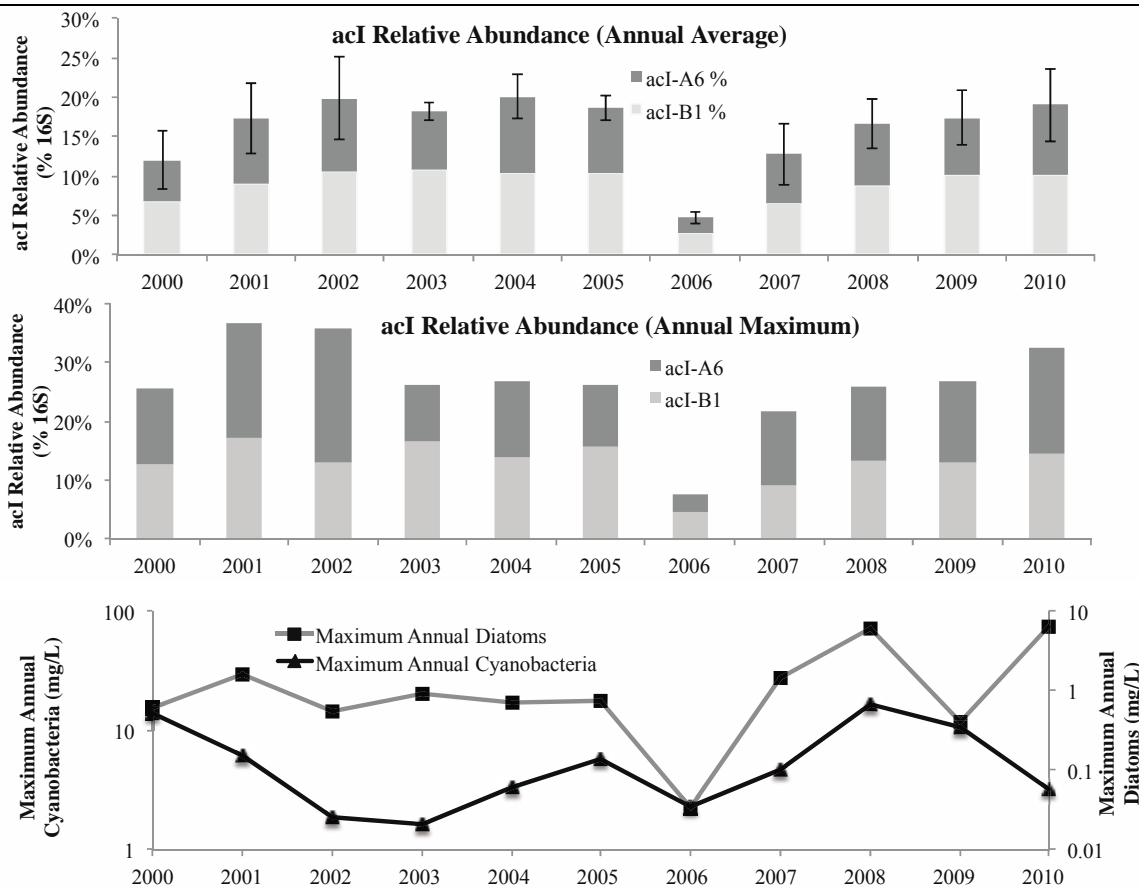 acI Relative Abundance (Annual Average)
acI Relative Abundance
(% 16S)
30%
25%
20%
15%
10%
5%
0%
acI-A6 %
acI-B1 %
2000 2001 2002 2003 2004 2005 2006 2007 2008 2009 2010
acI Relative Abundance (Annual Maximum)
acI Relative Abundance
(% 16S)
40%
30%
20%
10%
0%
acI-A6
acI-B1
2000 2001 2002 2003 2004 2005 2006 2007 2008 2009 2010
Maximum Annual
Cyanobacteria (mg/L)
100
10
1
Maximum Annual Diatoms
Maximum Annual Cyanobacteria
10
1
0.1
0.01
Maximum Annual
Diatoms (mg/L)
2000 2001 2002 2003 2004 2005 2006 2007 2008 2009 2010